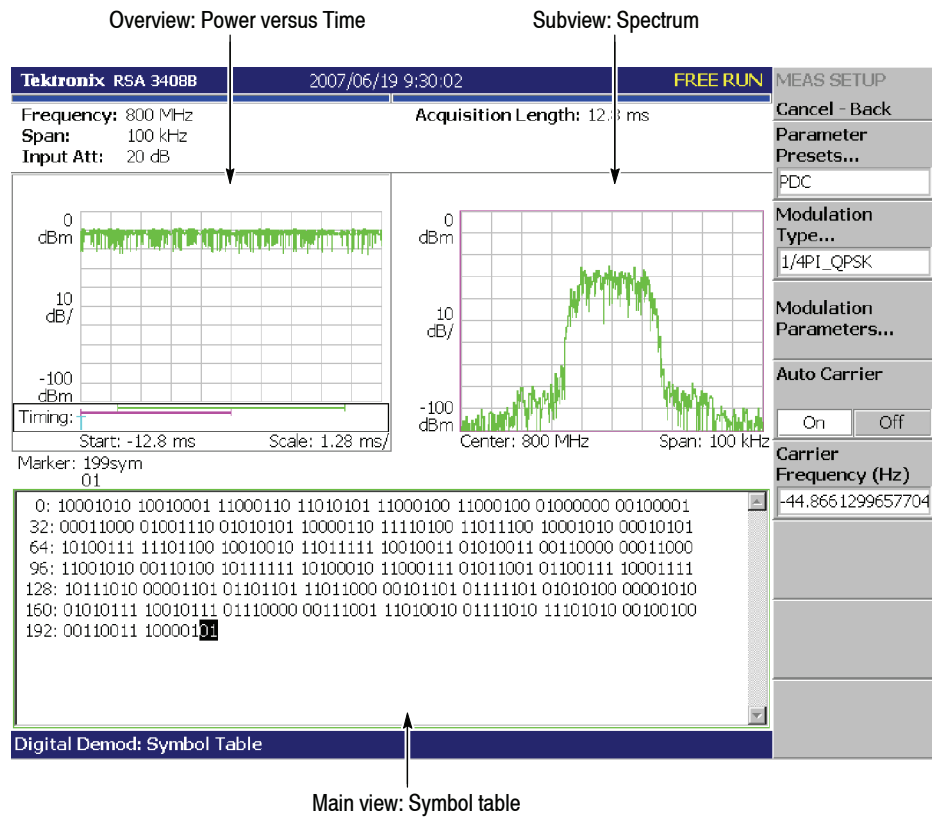 Overview: Power versus Time
Subview: Spectrum
Tektronix RSA 3408B
2007/06/19 9:30:02
FREE RUN
MEAS SETUP
Frequency: 800 MHz
Span: 100 kHz
Input Att: 20 dB
Acquisition Length: 12.8 ms
Cancel - Back
Parameter
Presets...
PDC
Modulation
Type...
1/4PI_QPSK
Modulation
Parameters...
Auto Carrier
On Off
Carrier
Frequency (Hz)
-44.8661299657704
0
dBm
10
dB/
-100
dBm
Timing:
Start: -12.8 ms
Scale: 1.28 ms/
0
dBm
10
dB/
-100
dBm
Center: 800 MHz
Span: 100 kHz
Marker: 199sym
01
0: 10001010 10010001 11000110 11010101 11000100 11000100 01000000 00100001
32: 00011000 01001110 01010101 10000110 11110100 11011100 10001010 00010101
64: 10100111 11101100 10010010 11011111 10010011 01010011 00110000 00011000
96: 11001010 00110100 10111111 10100010 11000111 01011001 01100111 10001111
128: 10111010 00001101 01101101 11011000 00101101 01111101 01010100 00001010
160: 01010111 10010111 01110000 00111001 11010010 01111010 11101010 00100100
192: 00110011 10000101
Digital Demod: Symbol Table
Main view: Symbol table